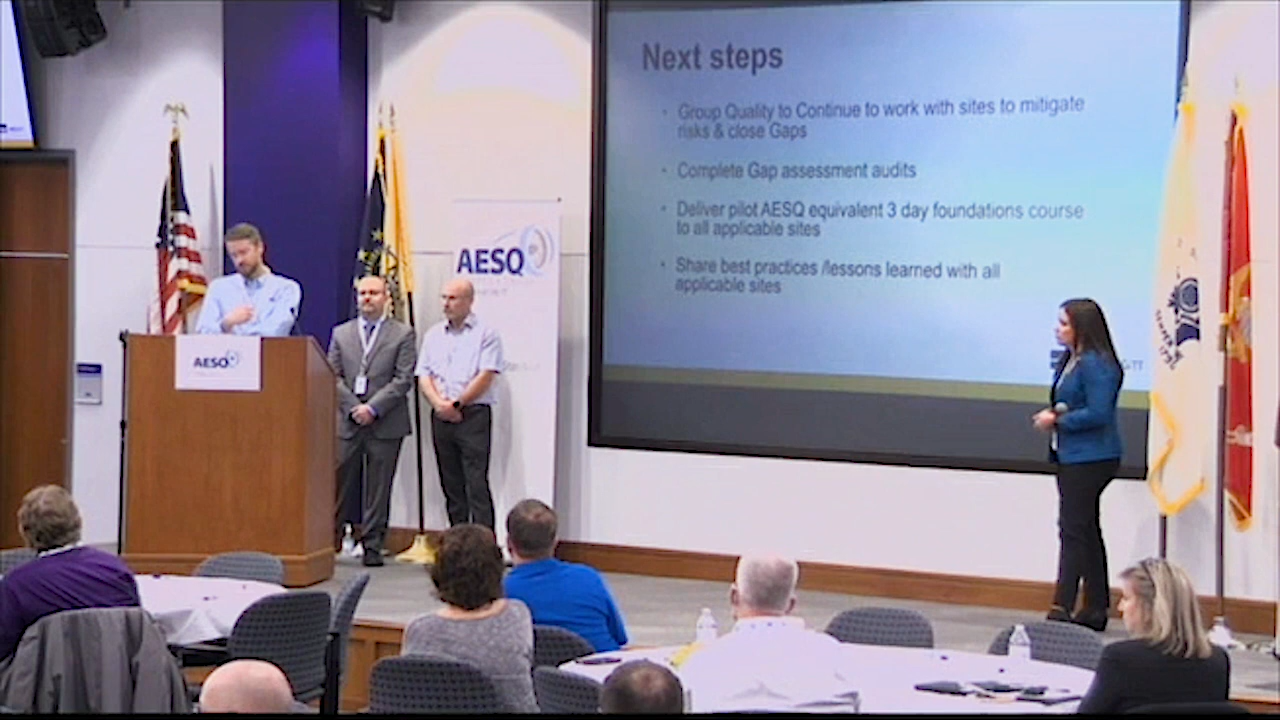 Next steps
· Group Quality to Continue to work with sites to mitigate
risks & close Gaps
· Complete Gap assessment audits
· Deliver pilot AESQ equivalent 3 day foundations course
to all applicable sites
· Share best practices /lessons learned with all
applicable sites
AESQ
AESQ